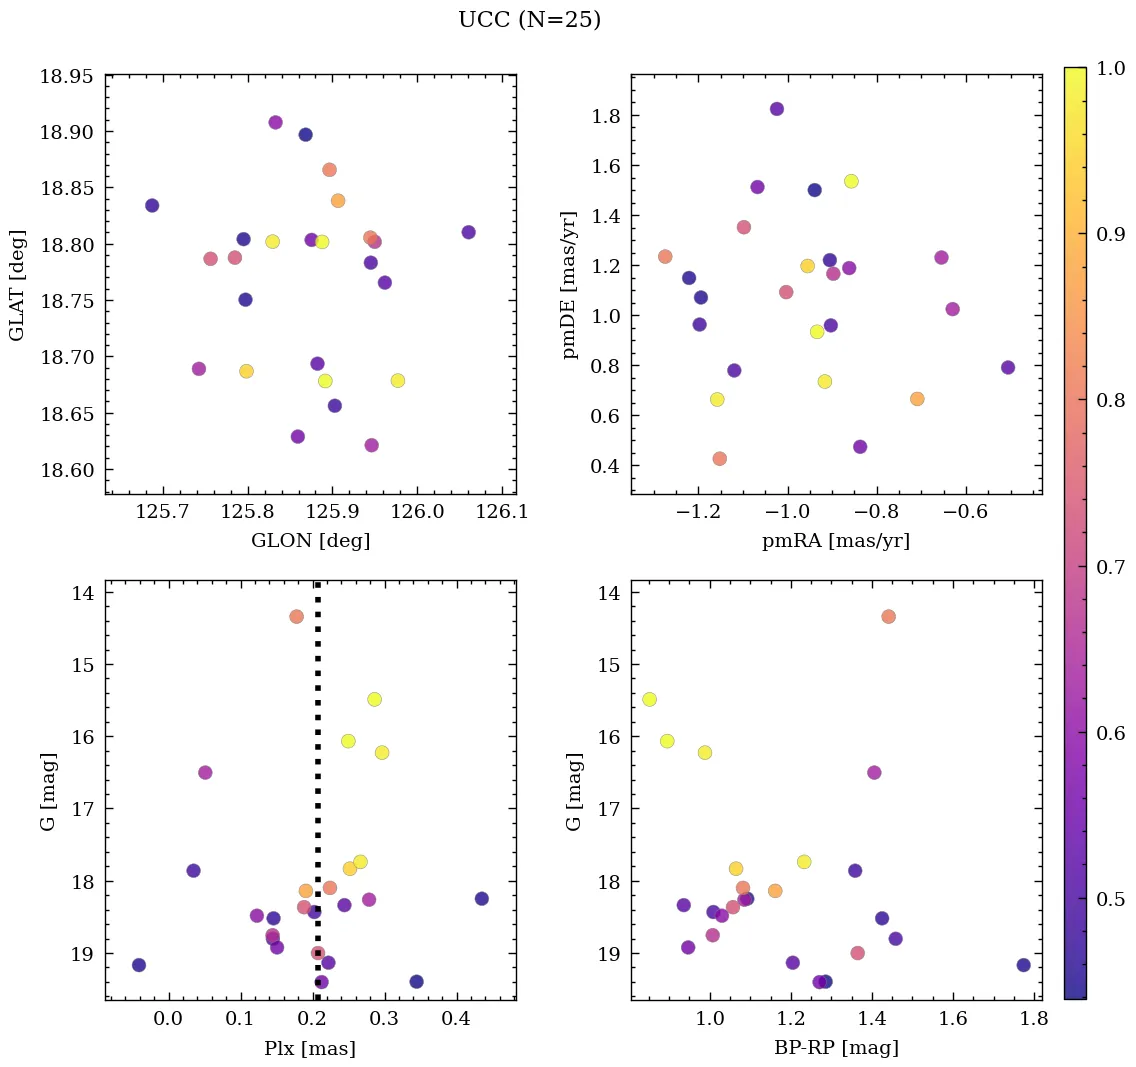 UCC (N=25)
18.95
18.90
18.85
18.80
18.75
18.70
18.65
18.60
GLAT [deg]
125.7 125.8 125.9 126.0 126.1
GLON [deg]
1.8
1.6
1.4
1.2
1.0
0.8
0.6
0.4
pmDE [mas/yr]
−1.2 −1.0 −0.8 −0.6
pmRA [mas/yr]
14
15
16
17
18
19
G [mag]
0.0 0.1 0.2 0.3 0.4
Plx [mas]
14
15
16
17
18
19
G [mag]
1.0 1.2 1.4 1.6 1.8
BP-RP [mag]
1.0
0.9
0.8
0.7
0.6
0.5